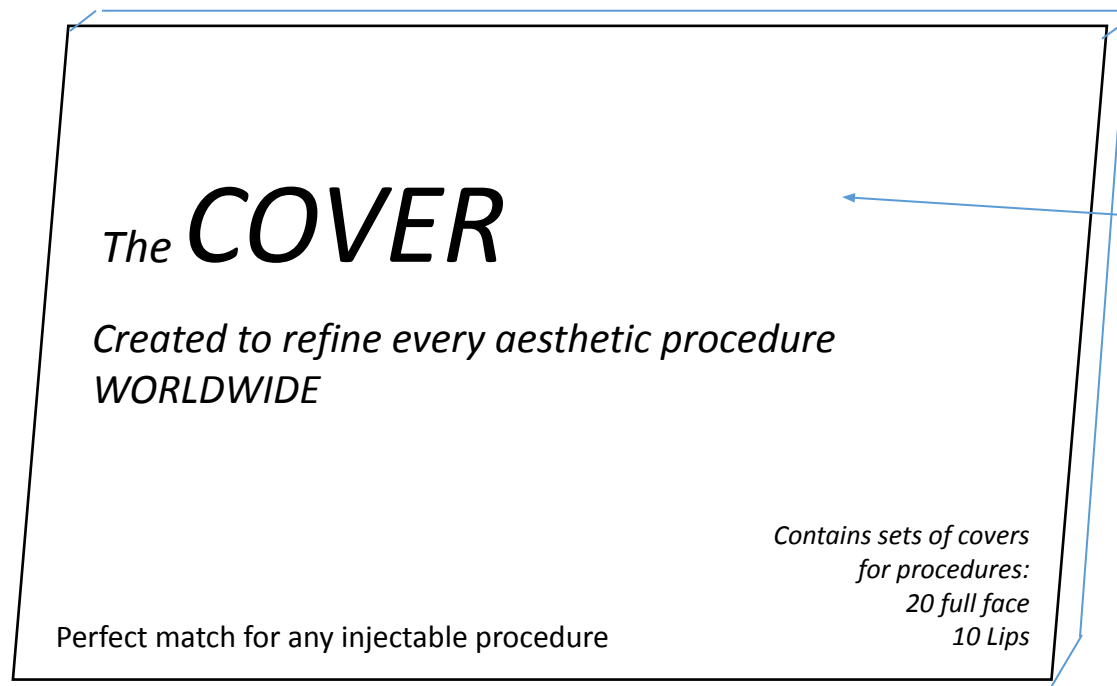 The COVER
Created to refine every aesthetic procedure
WORLDWIDE
Contains sets of covers
for procedures:
20 full face
10 Lips
Perfect match for any injectable procedure